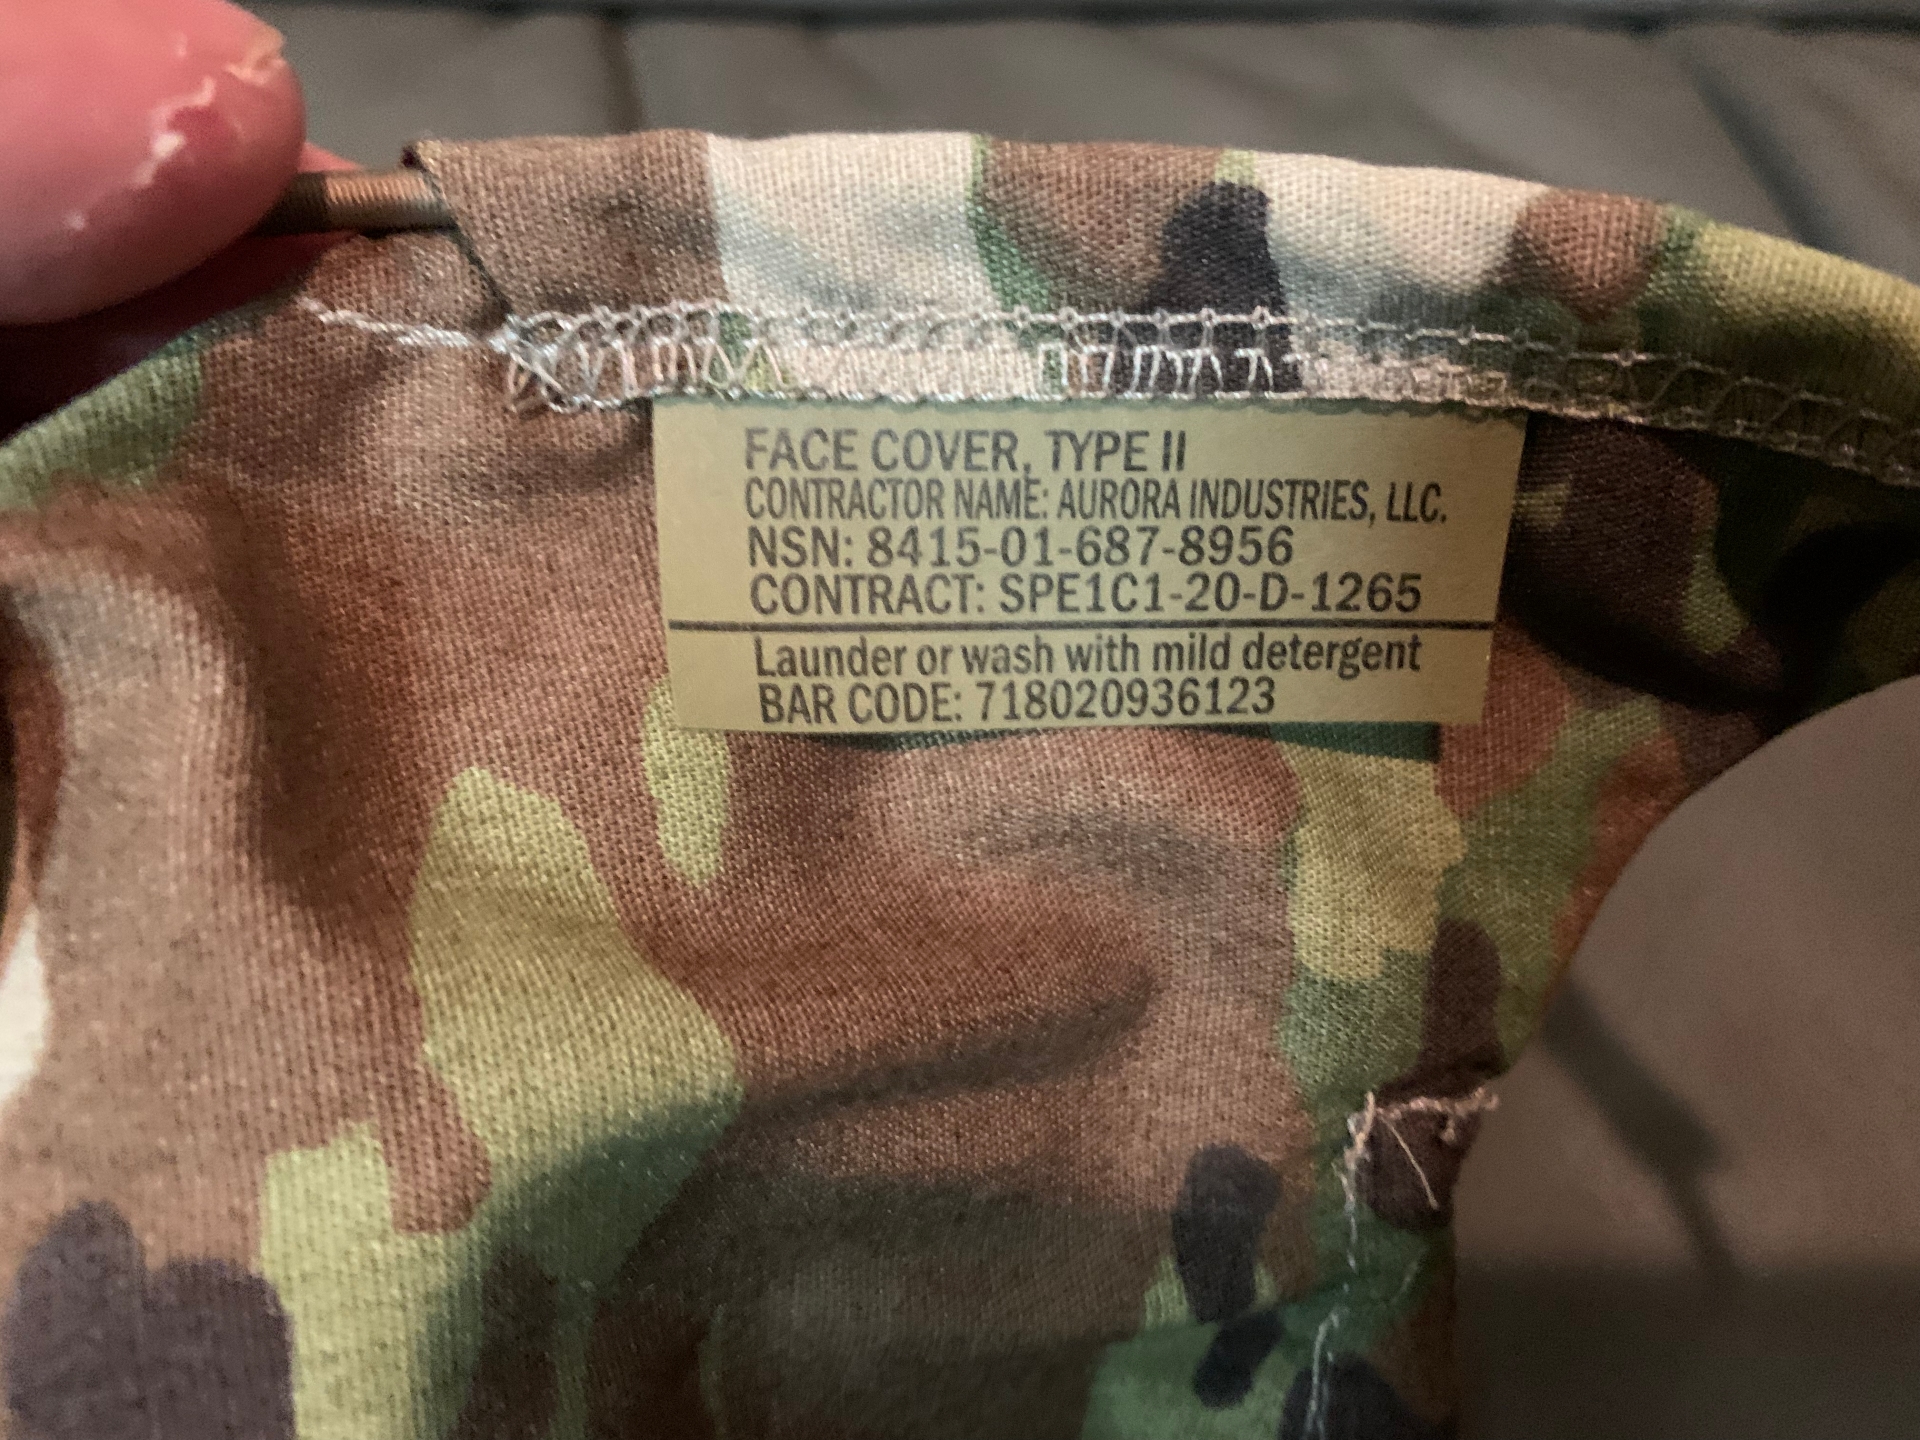 FACE COVER, TYPE II
CONTRACTOR NAME: AURORA INDUSTRIES, LLC.
NSN: 8415-01-687-8956
CONTRACT: SPE1C1-20-D-1265
Launder or wash with mild detergent
BAR CODE: 718020936123